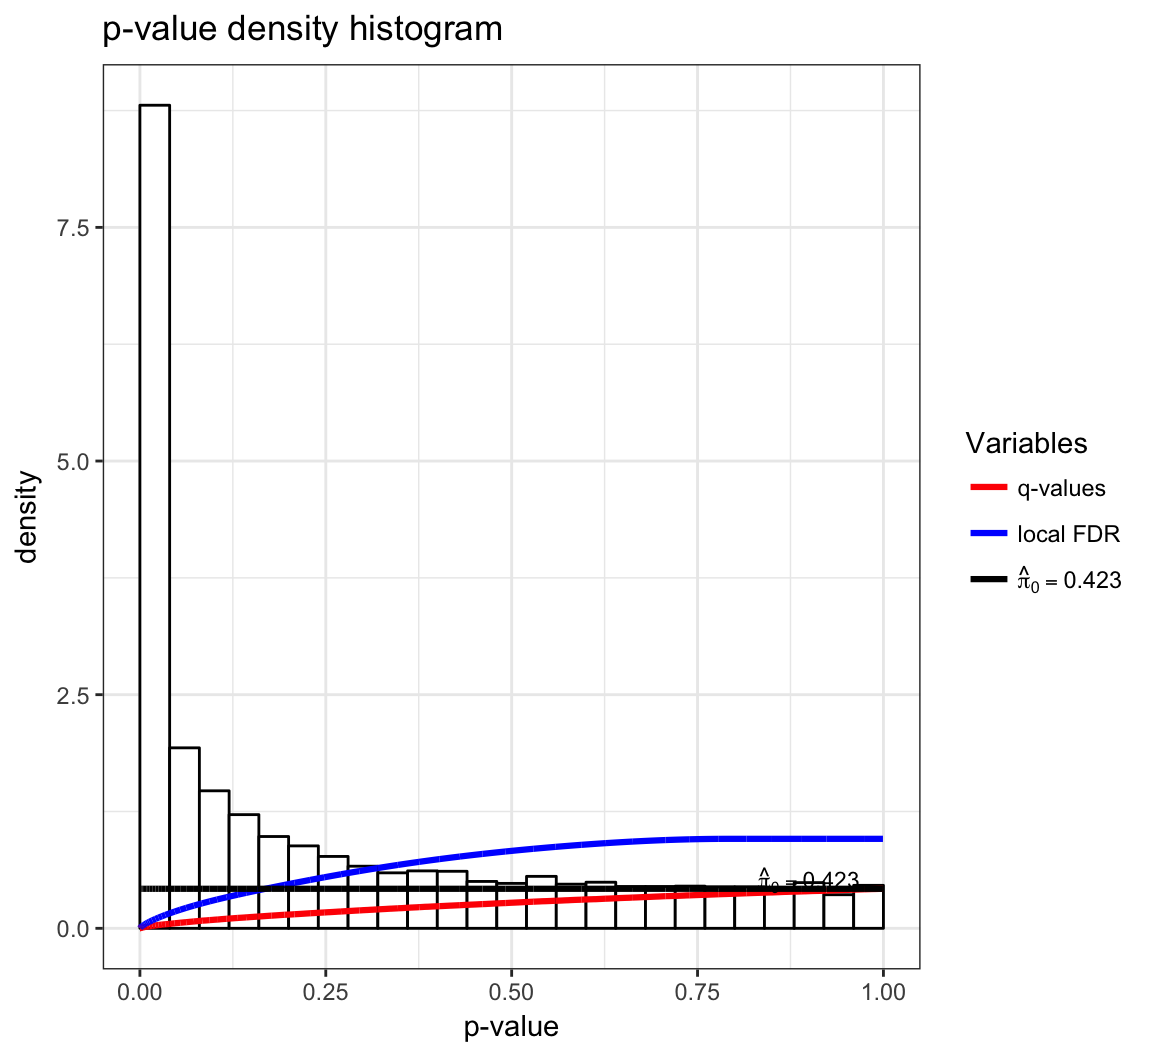 p-value density histogram
density
7.5
5.0
2.5
0.0
π̂₀ = 0.423
0.00 0.25 0.50 0.75 1.00
p-value
Variables
q-values
local FDR
π̂₀ = 0.423